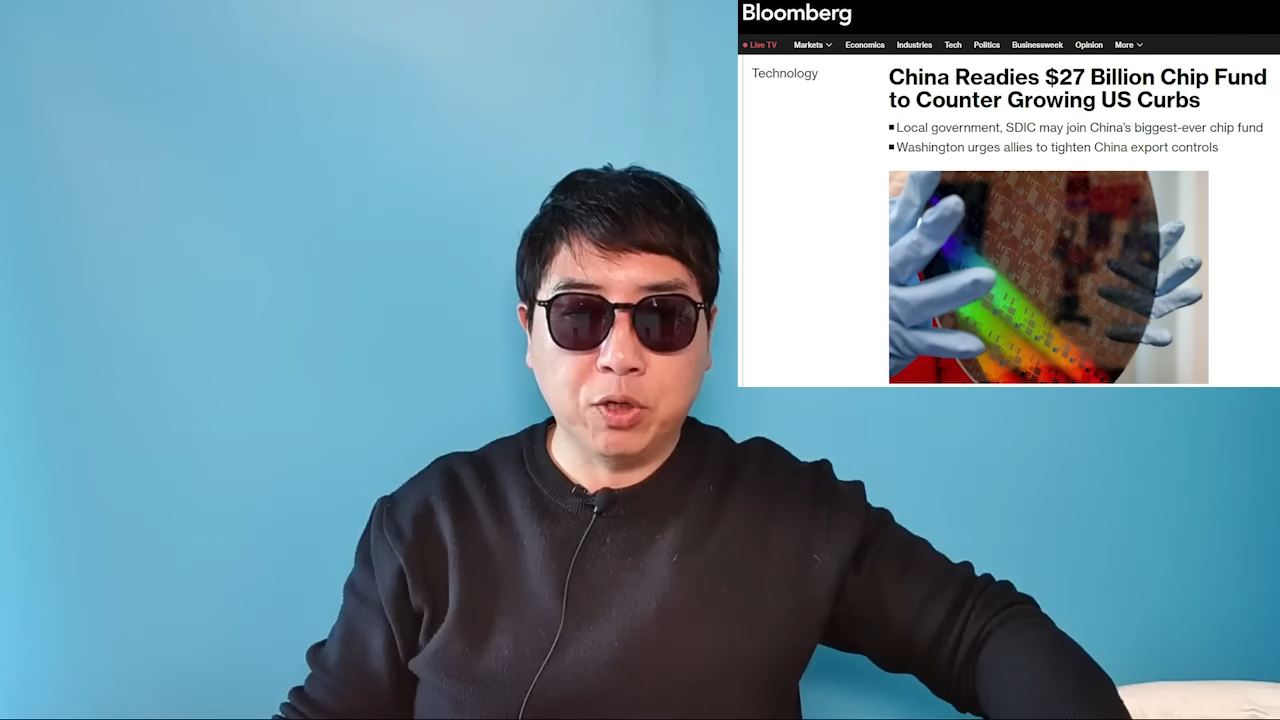 Bloomberg
Live TV Markets Economics Industries Tech Politics Businessweek Opinion More
Technology
China Readies $27 Billion Chip Fund
to Counter Growing US Curbs
Local government, SDIC may join China's biggest-ever chip fund
Washington urges allies to tighten China export controls